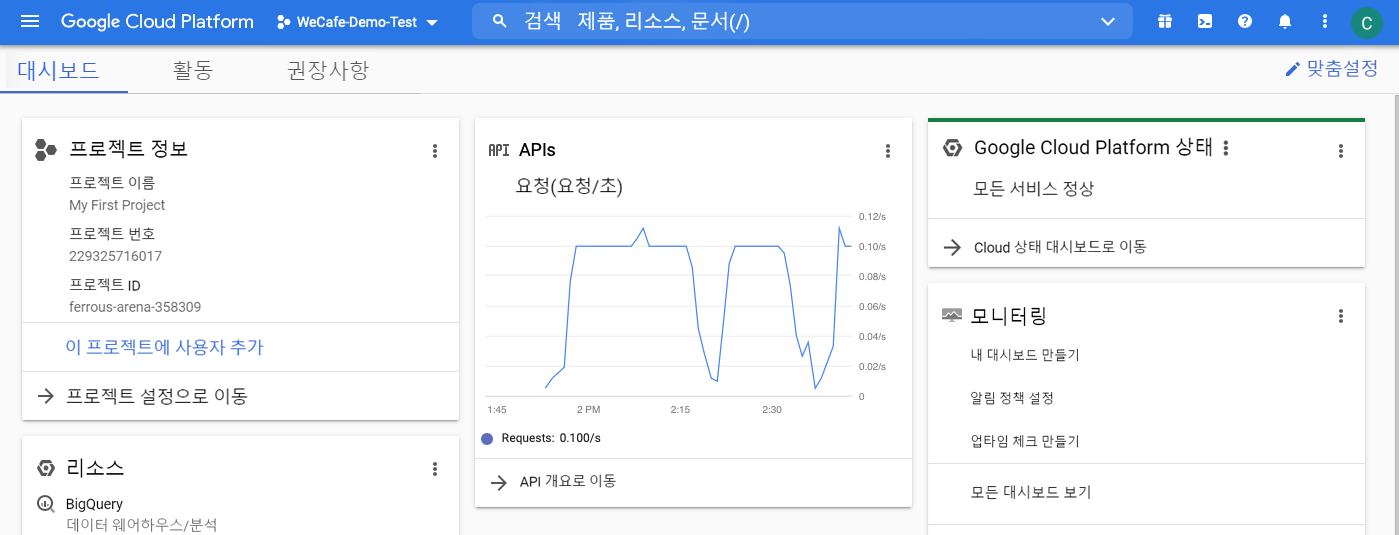 Google Cloud Platform
WeCafe-Demo-Test
검색 제품, 리소스, 문서(/)
C
대시보드
활동
권장사항
맞춤설정
프로젝트 정보
프로젝트 이름
My First Project
프로젝트 번호
229325716017
프로젝트 ID
ferrous-arena-358309
이 프로젝트에 사용자 추가
프로젝트 설정으로 이동
리소스
BigQuery
데이터 웨어하우스/분석
API APIs
요청(요청/초)
0.12/s
0.10/s
0.08/s
0.06/s
0.04/s
0.02/s
0
1:45
2 PM
2:15
2:30
Requests: 0.100/s
API 개요로 이동
Google Cloud Platform 상태
모든 서비스 정상
Cloud 상태 대시보드로 이동
모니터링
내 대시보드 만들기
알림 정책 설정
업타임 체크 만들기
모든 대시보드 보기